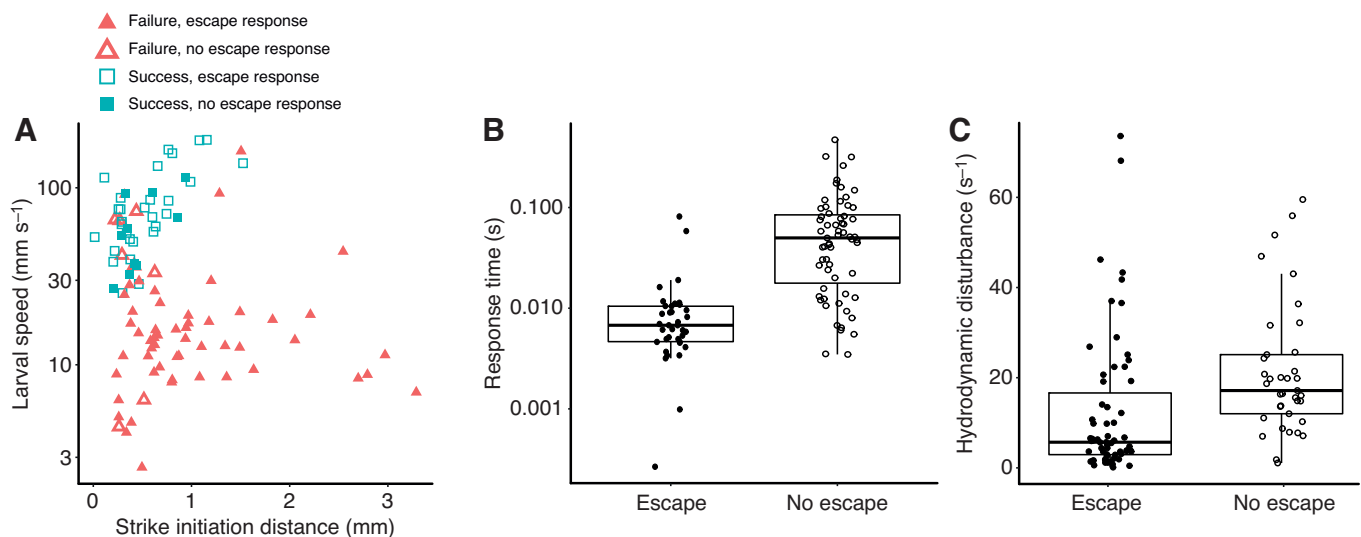 Failure, escape response
Failure, no escape response
Success, escape response
Success, no escape response
A
Larval speed (mm s–1)
100
30
10
3
0
1
2
3
Strike initiation distance (mm)
B
Response time (s)
0.100
0.010
0.001
Escape
No escape
C
Hydrodynamic disturbance (s–1)
60
40
20
0
Escape
No escape